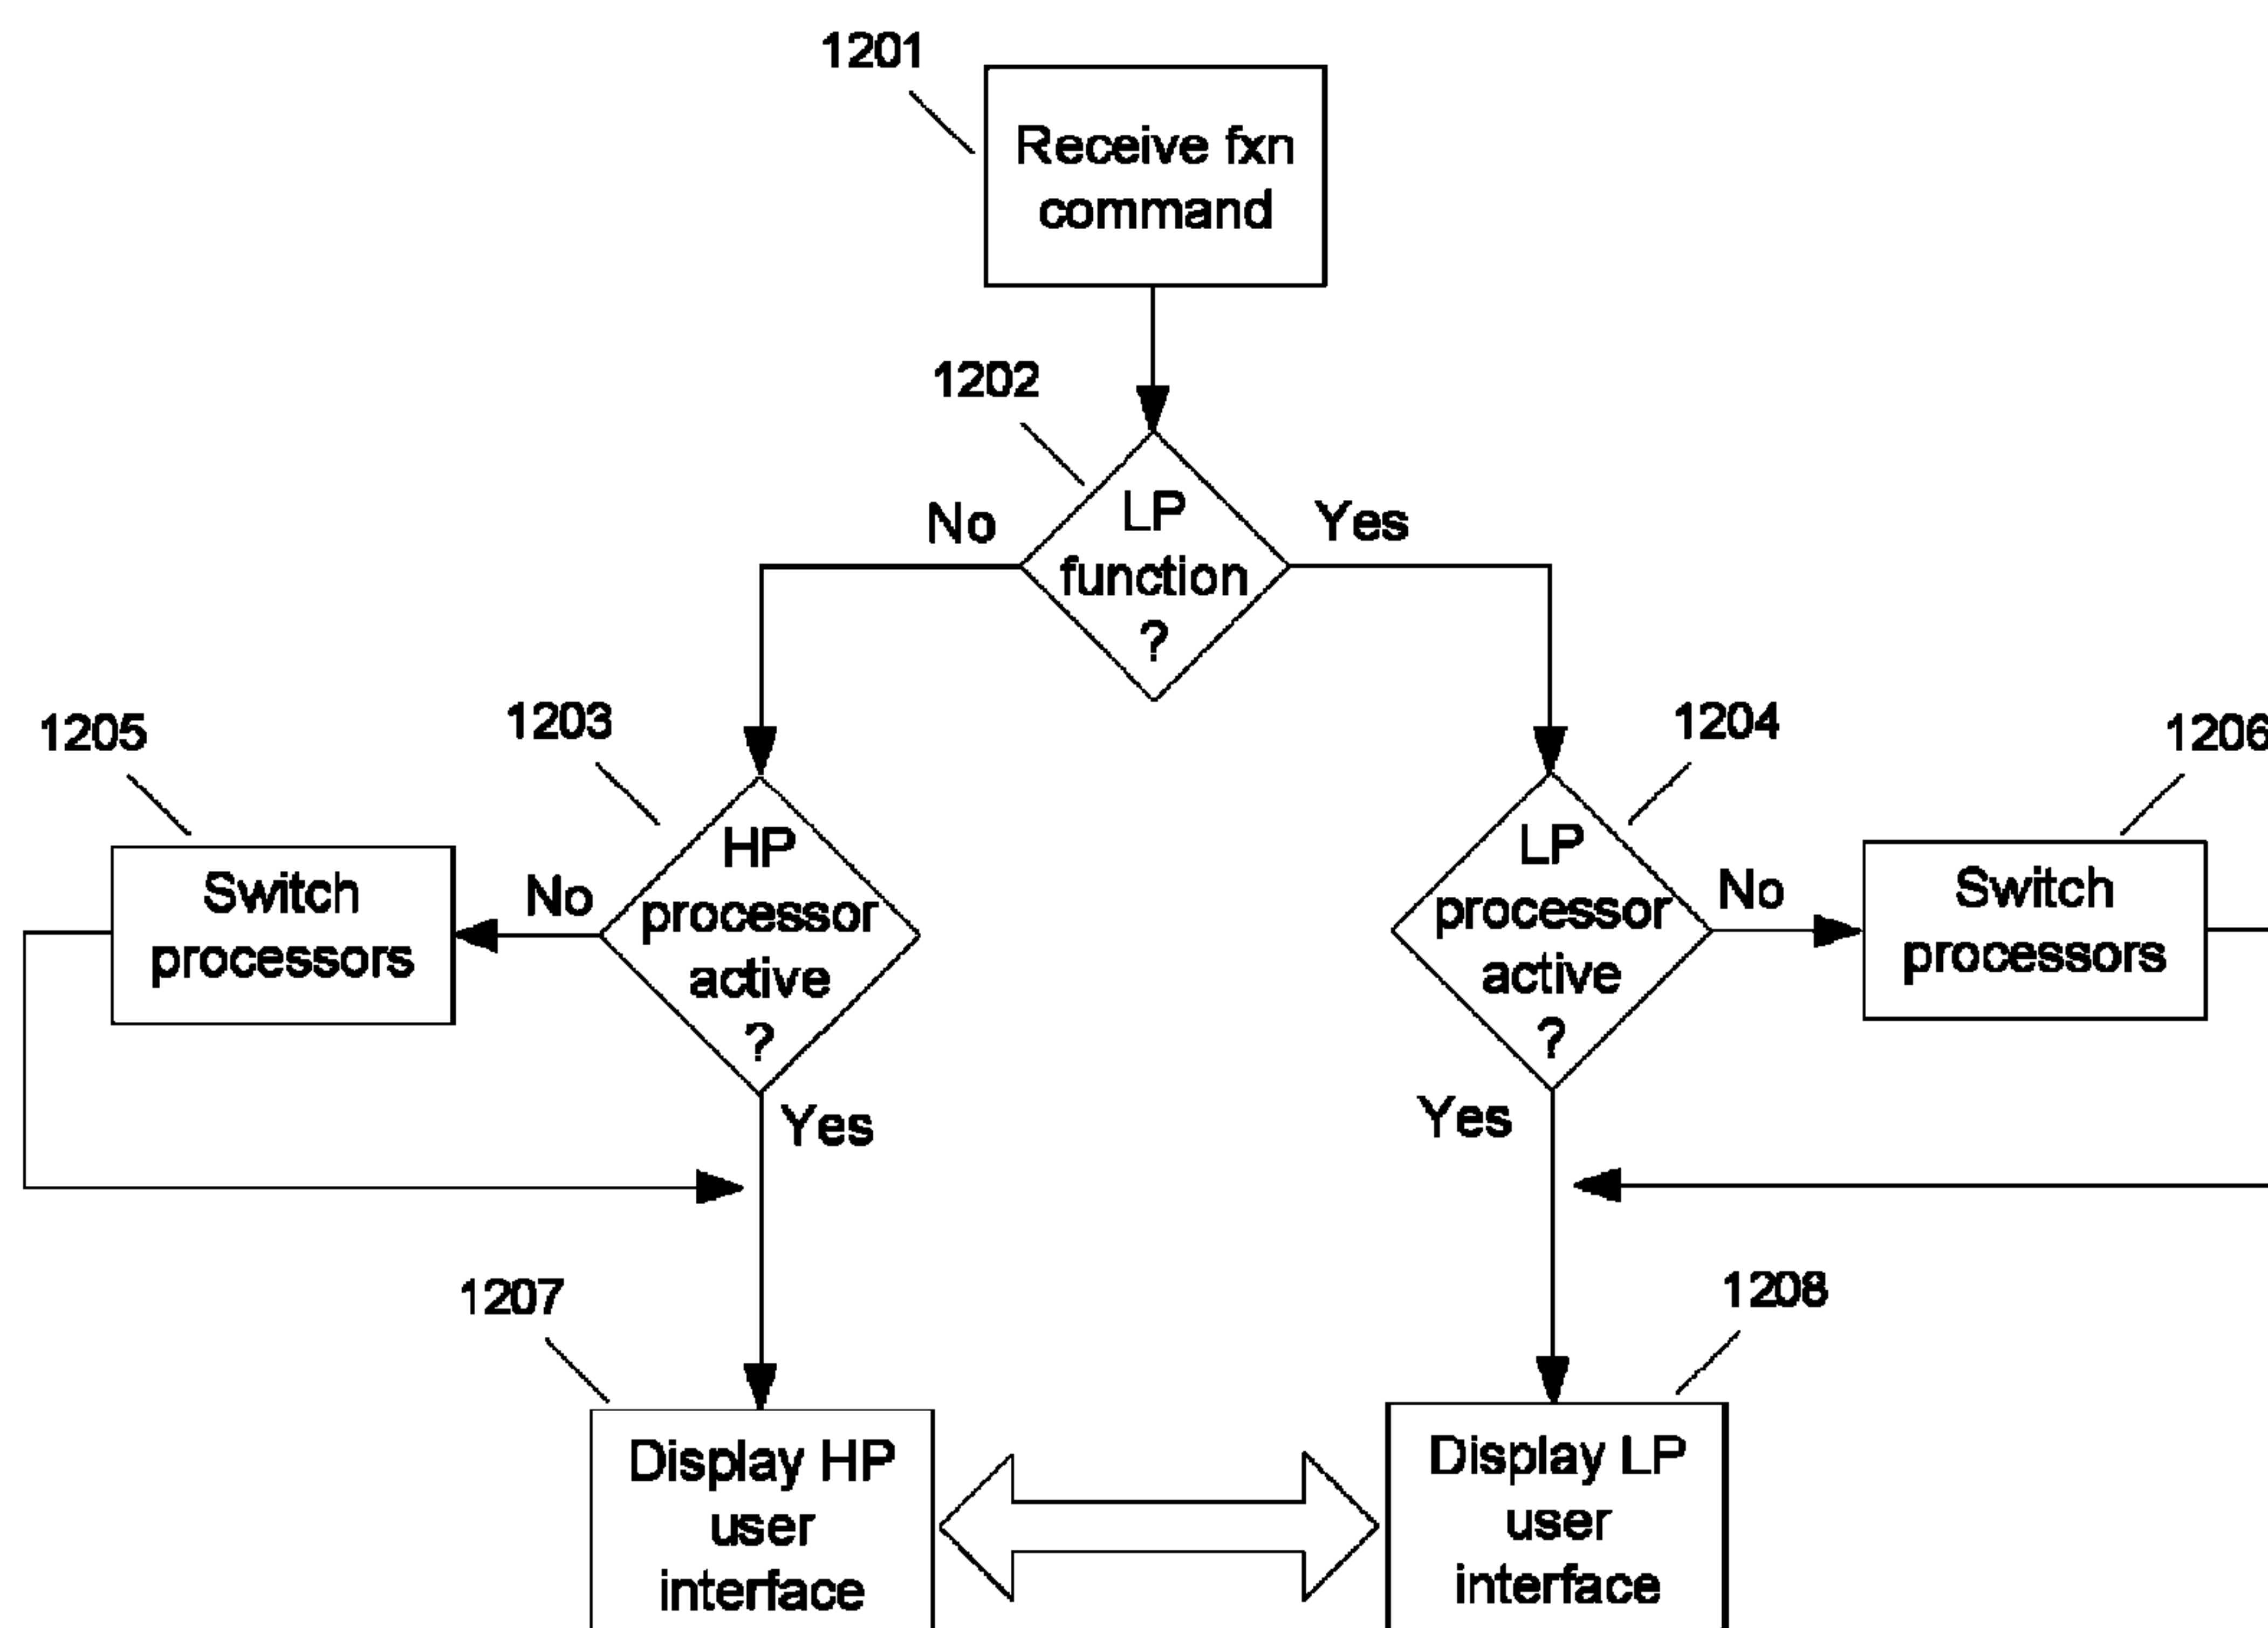 1201
Receive fxn
command
1202
No
LP
function
?
Yes
1205
1203
1204
1206
Switch
processors
No
HP
processor
active
?
Yes
LP
processor
active
?
No
Yes
Switch
processors
1207
1208
Display HP
user
interface
Display LP
user
interface